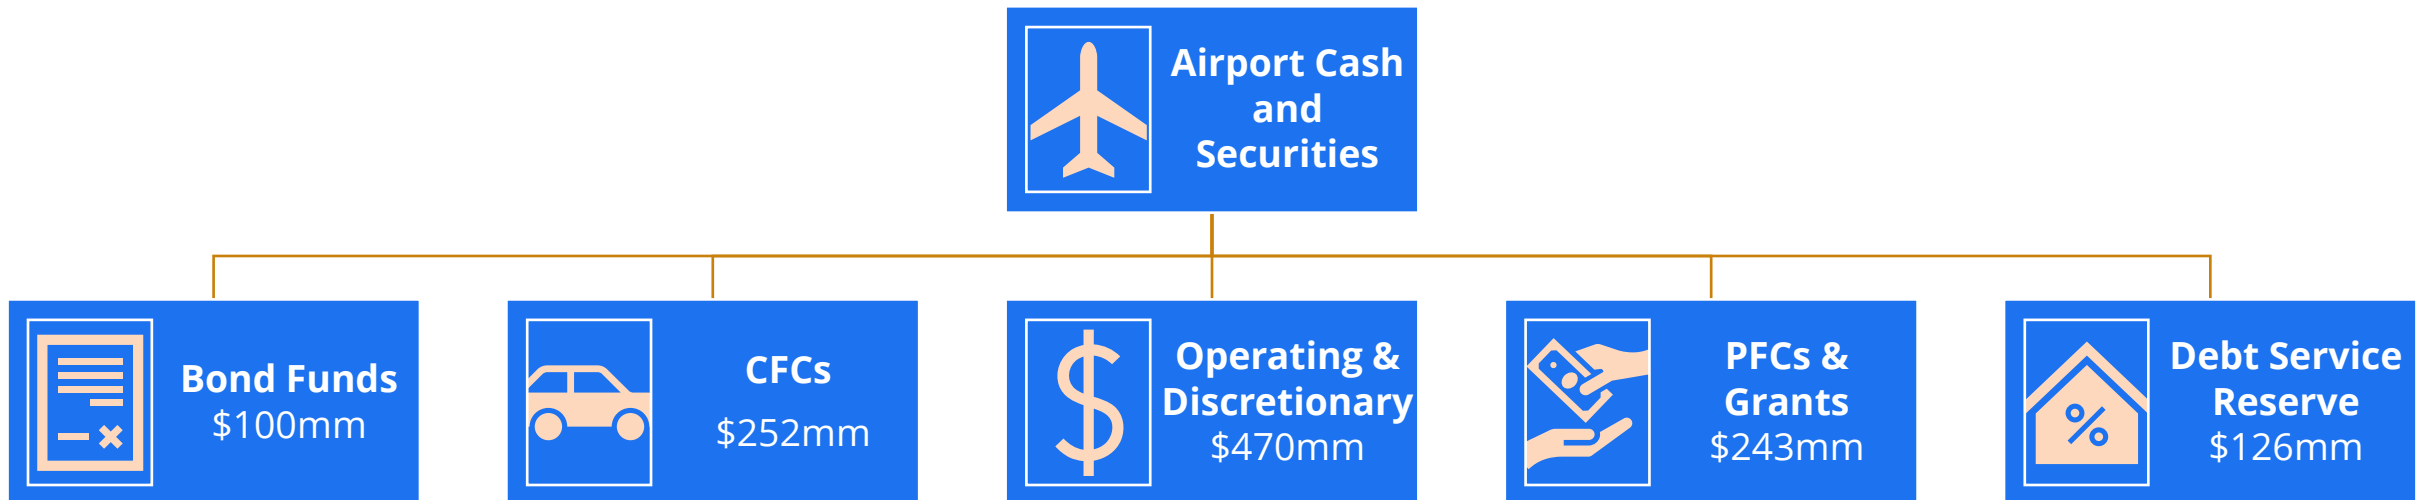 Airport Cash
and
Securities
Bond Funds
$100mm
CFCs
$252mm
Operating &
Discretionary
$470mm
PFCs &
Grants
$243mm
Debt Service
Reserve
$126mm